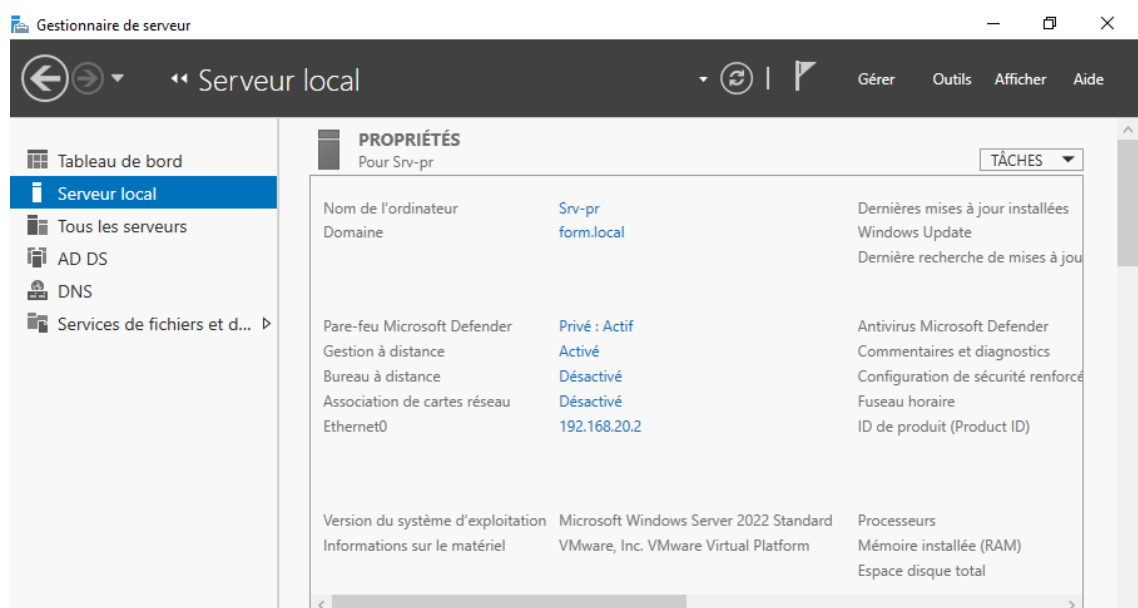 Gestionnaire de serveur
Serveur local
Gérer Outils Afficher Aide
Tableau de bord
Serveur local
Tous les serveurs
AD DS
DNS
Services de fichiers et d...
PROPRIÉTÉS
Pour Srv-pr
TÂCHES
Nom de l'ordinateur Srv-pr Dernières mises à jour installées
Domaine form.local Windows Update
Dernière recherche de mises à jou
Pare-feu Microsoft Defender Privé : Actif Antivirus Microsoft Defender
Gestion à distance Activé Commentaires et diagnostics
Bureau à distance Désactivé Configuration de sécurité renforcé
Association de cartes réseau Désactivé Fuseau horaire
Ethernet0 192.168.20.2 ID de produit (Product ID)
Version du système d'exploitation Microsoft Windows Server 2022 Standard Processeurs
Informations sur le matériel VMware, Inc. VMware Virtual Platform Mémoire installée (RAM)
Espace disque total